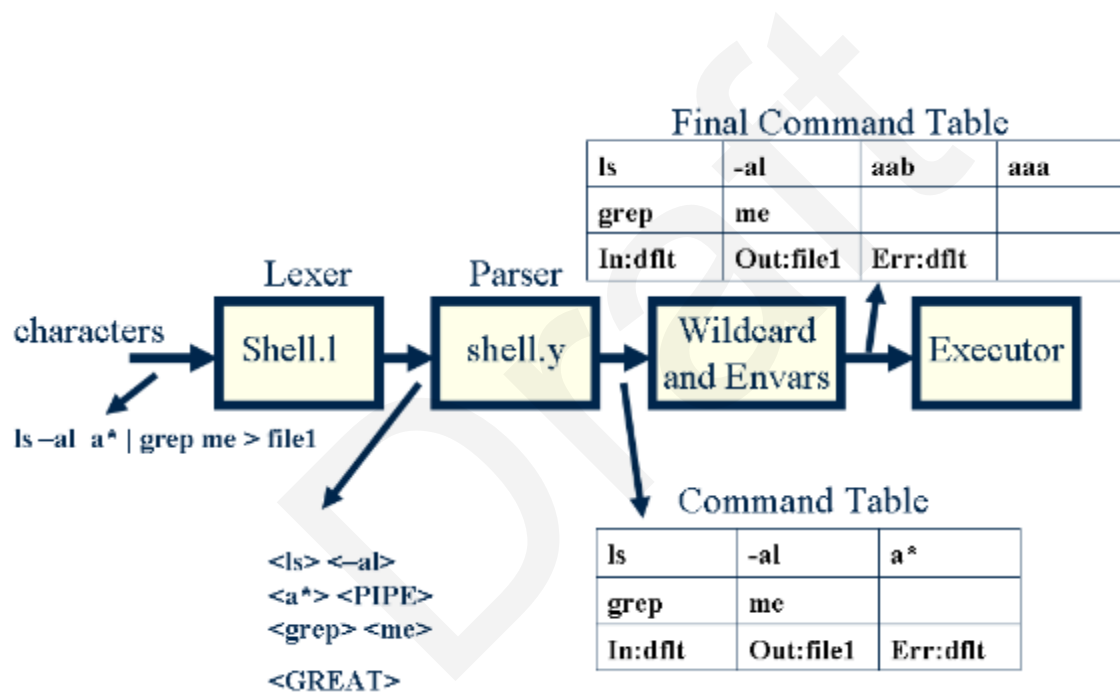 Final Command Table
ls -al aab aaa
grep me
In:dflt Out:file1 Err:dflt
Lexer
Parser
characters
Shell.l
shell.y
Wildcard
and Envars
Executor
ls –al a* | grep me > file1
<ls> <–al>
<a*> <PIPE>
<grep> <me>
<GREAT>
Command Table
ls -al a*
grep me
In:dflt Out:file1 Err:dflt
Draft